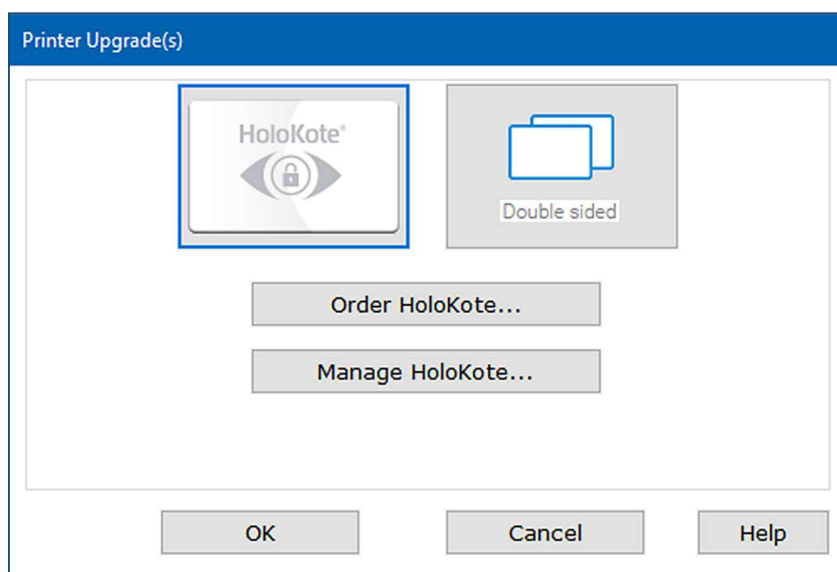 Printer Upgrade(s)
HoloKote®
Double sided
Order HoloKote...
Manage HoloKote...
OK
Cancel
Help